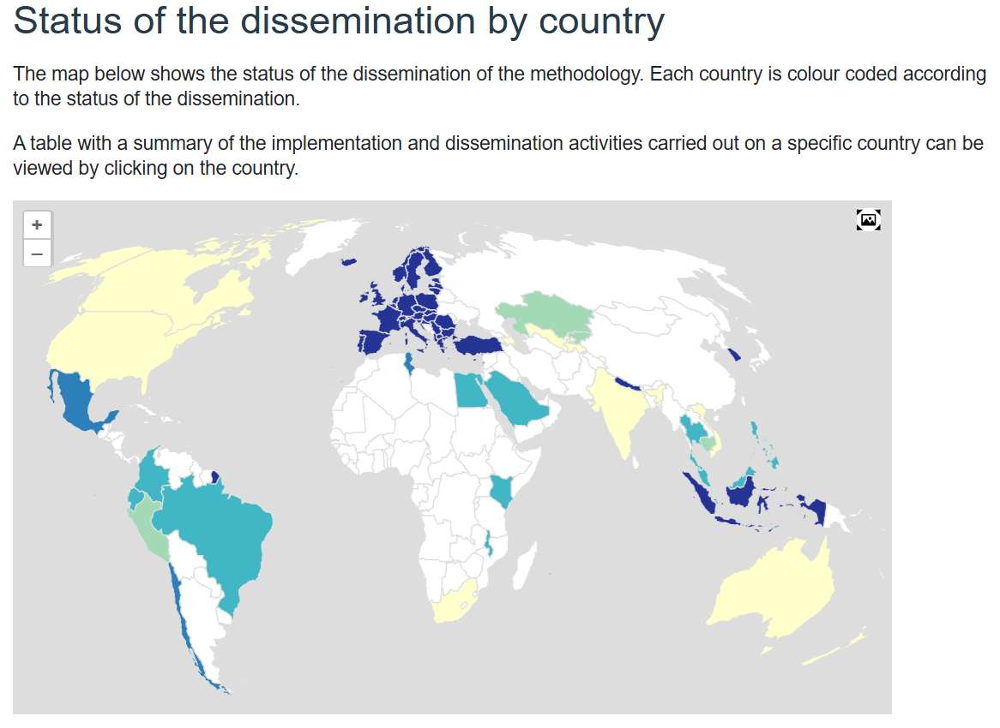 Status of the dissemination by country
The map below shows the status of the dissemination of the methodology. Each country is colour coded according
to the status of the dissemination.
A table with a summary of the implementation and dissemination activities carried out on a specific country can be
viewed by clicking on the country.
+
−